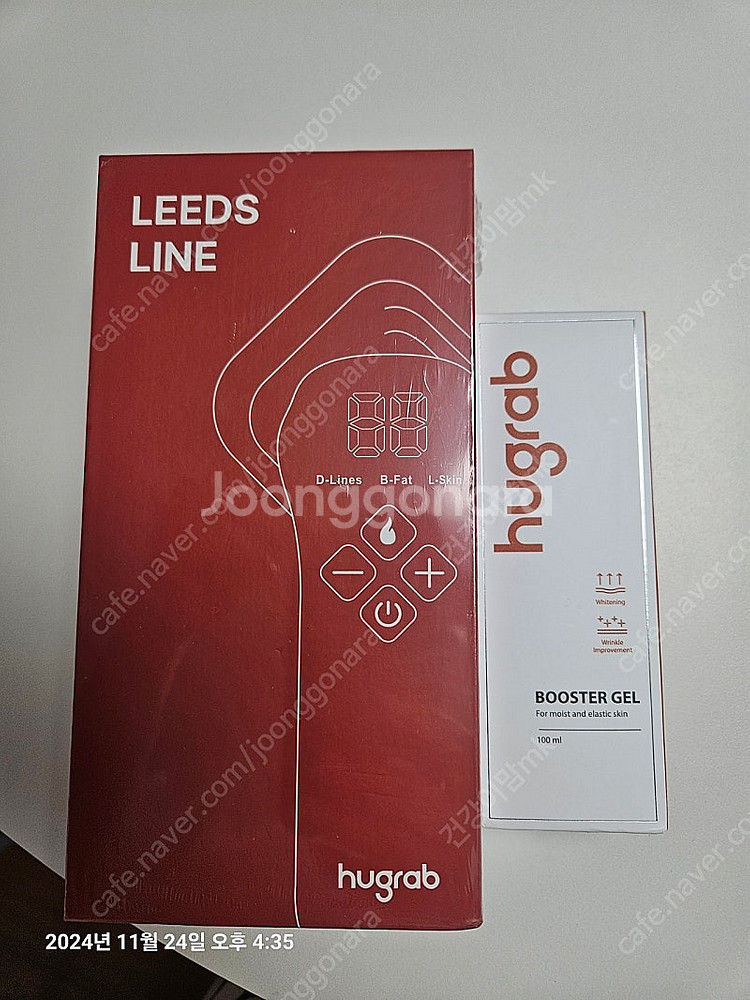 LEEDS
LINE
D-Lines B-Fat L-Skin
hugrab
hugrab
Whitening
Wrinkle
Improvement
BOOSTER GEL
For moist and elastic skin
100 ml
Joonggonara
cafe.naver.com/joonggonara
2024년 11월 24일 오후 4:35